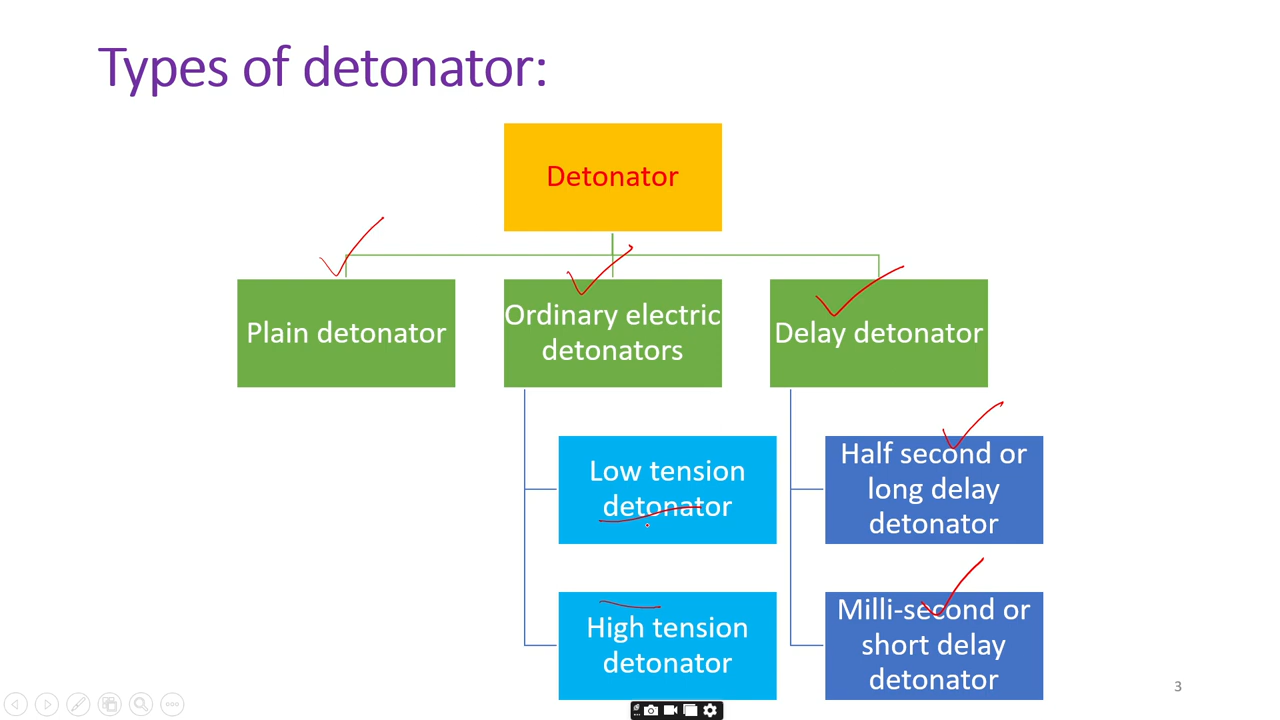 Types of detonator:
Detonator
Plain detonator
Ordinary electric
detonators
Delay detonator
Low tension
detonator
High tension
detonator
Half second or
long delay
detonator
Milli-second or
short delay
detonator
3